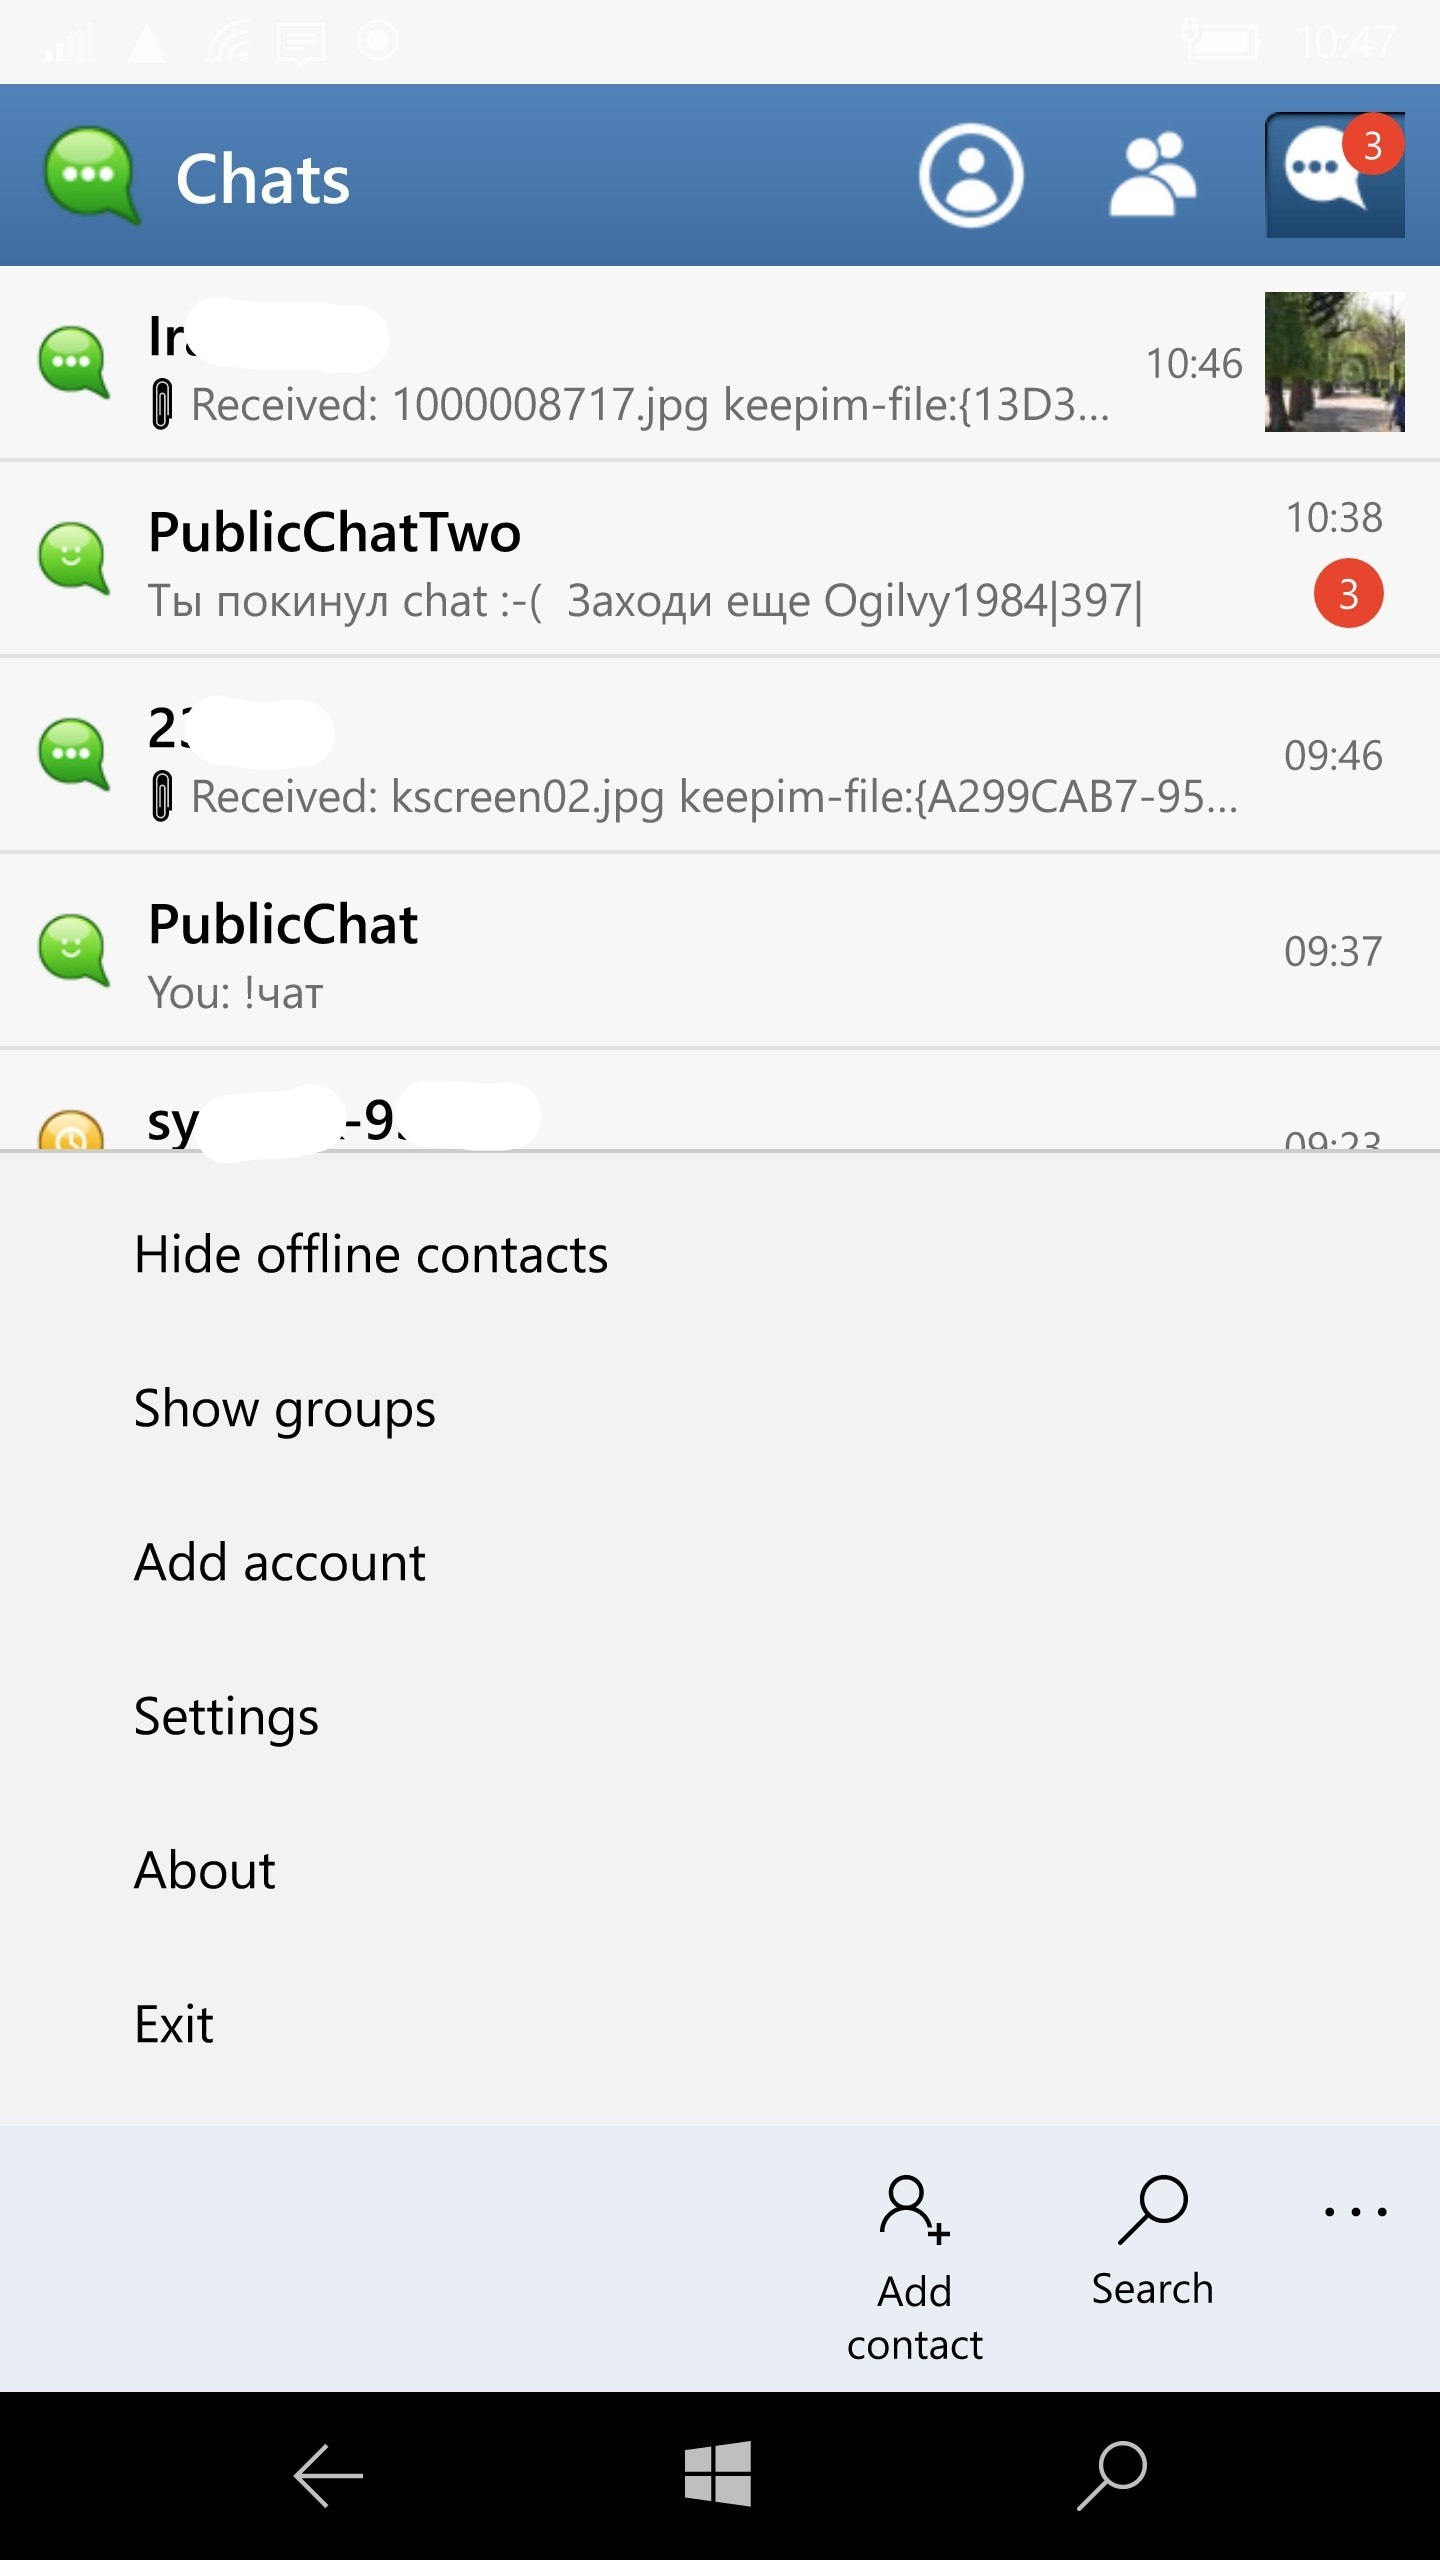 10:47
Chats
3
10:46
Received: 1000008717.jpg keepim-file:{13D3...
PublicChatTwo
10:38
Ты покинул chat :-(  Заходи еще Ogilvy1984|397|
3
09:46
Received: kscreen02.jpg keepim-file:{A299CAB7-95...
PublicChat
09:37
You: !чат
09:23
Hide offline contacts
Show groups
Add account
Settings
About
Exit
Add
contact
Search